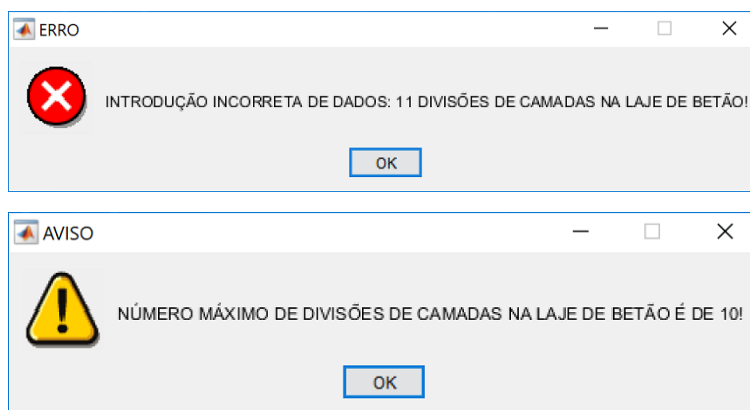 ERRO
INTRODUÇÃO INCORRETA DE DADOS: 11 DIVISÕES DE CAMADAS NA LAJE DE BETÃO!
OK
AVISO
NÚMERO MÁXIMO DE DIVISÕES DE CAMADAS NA LAJE DE BETÃO É DE 10!
OK